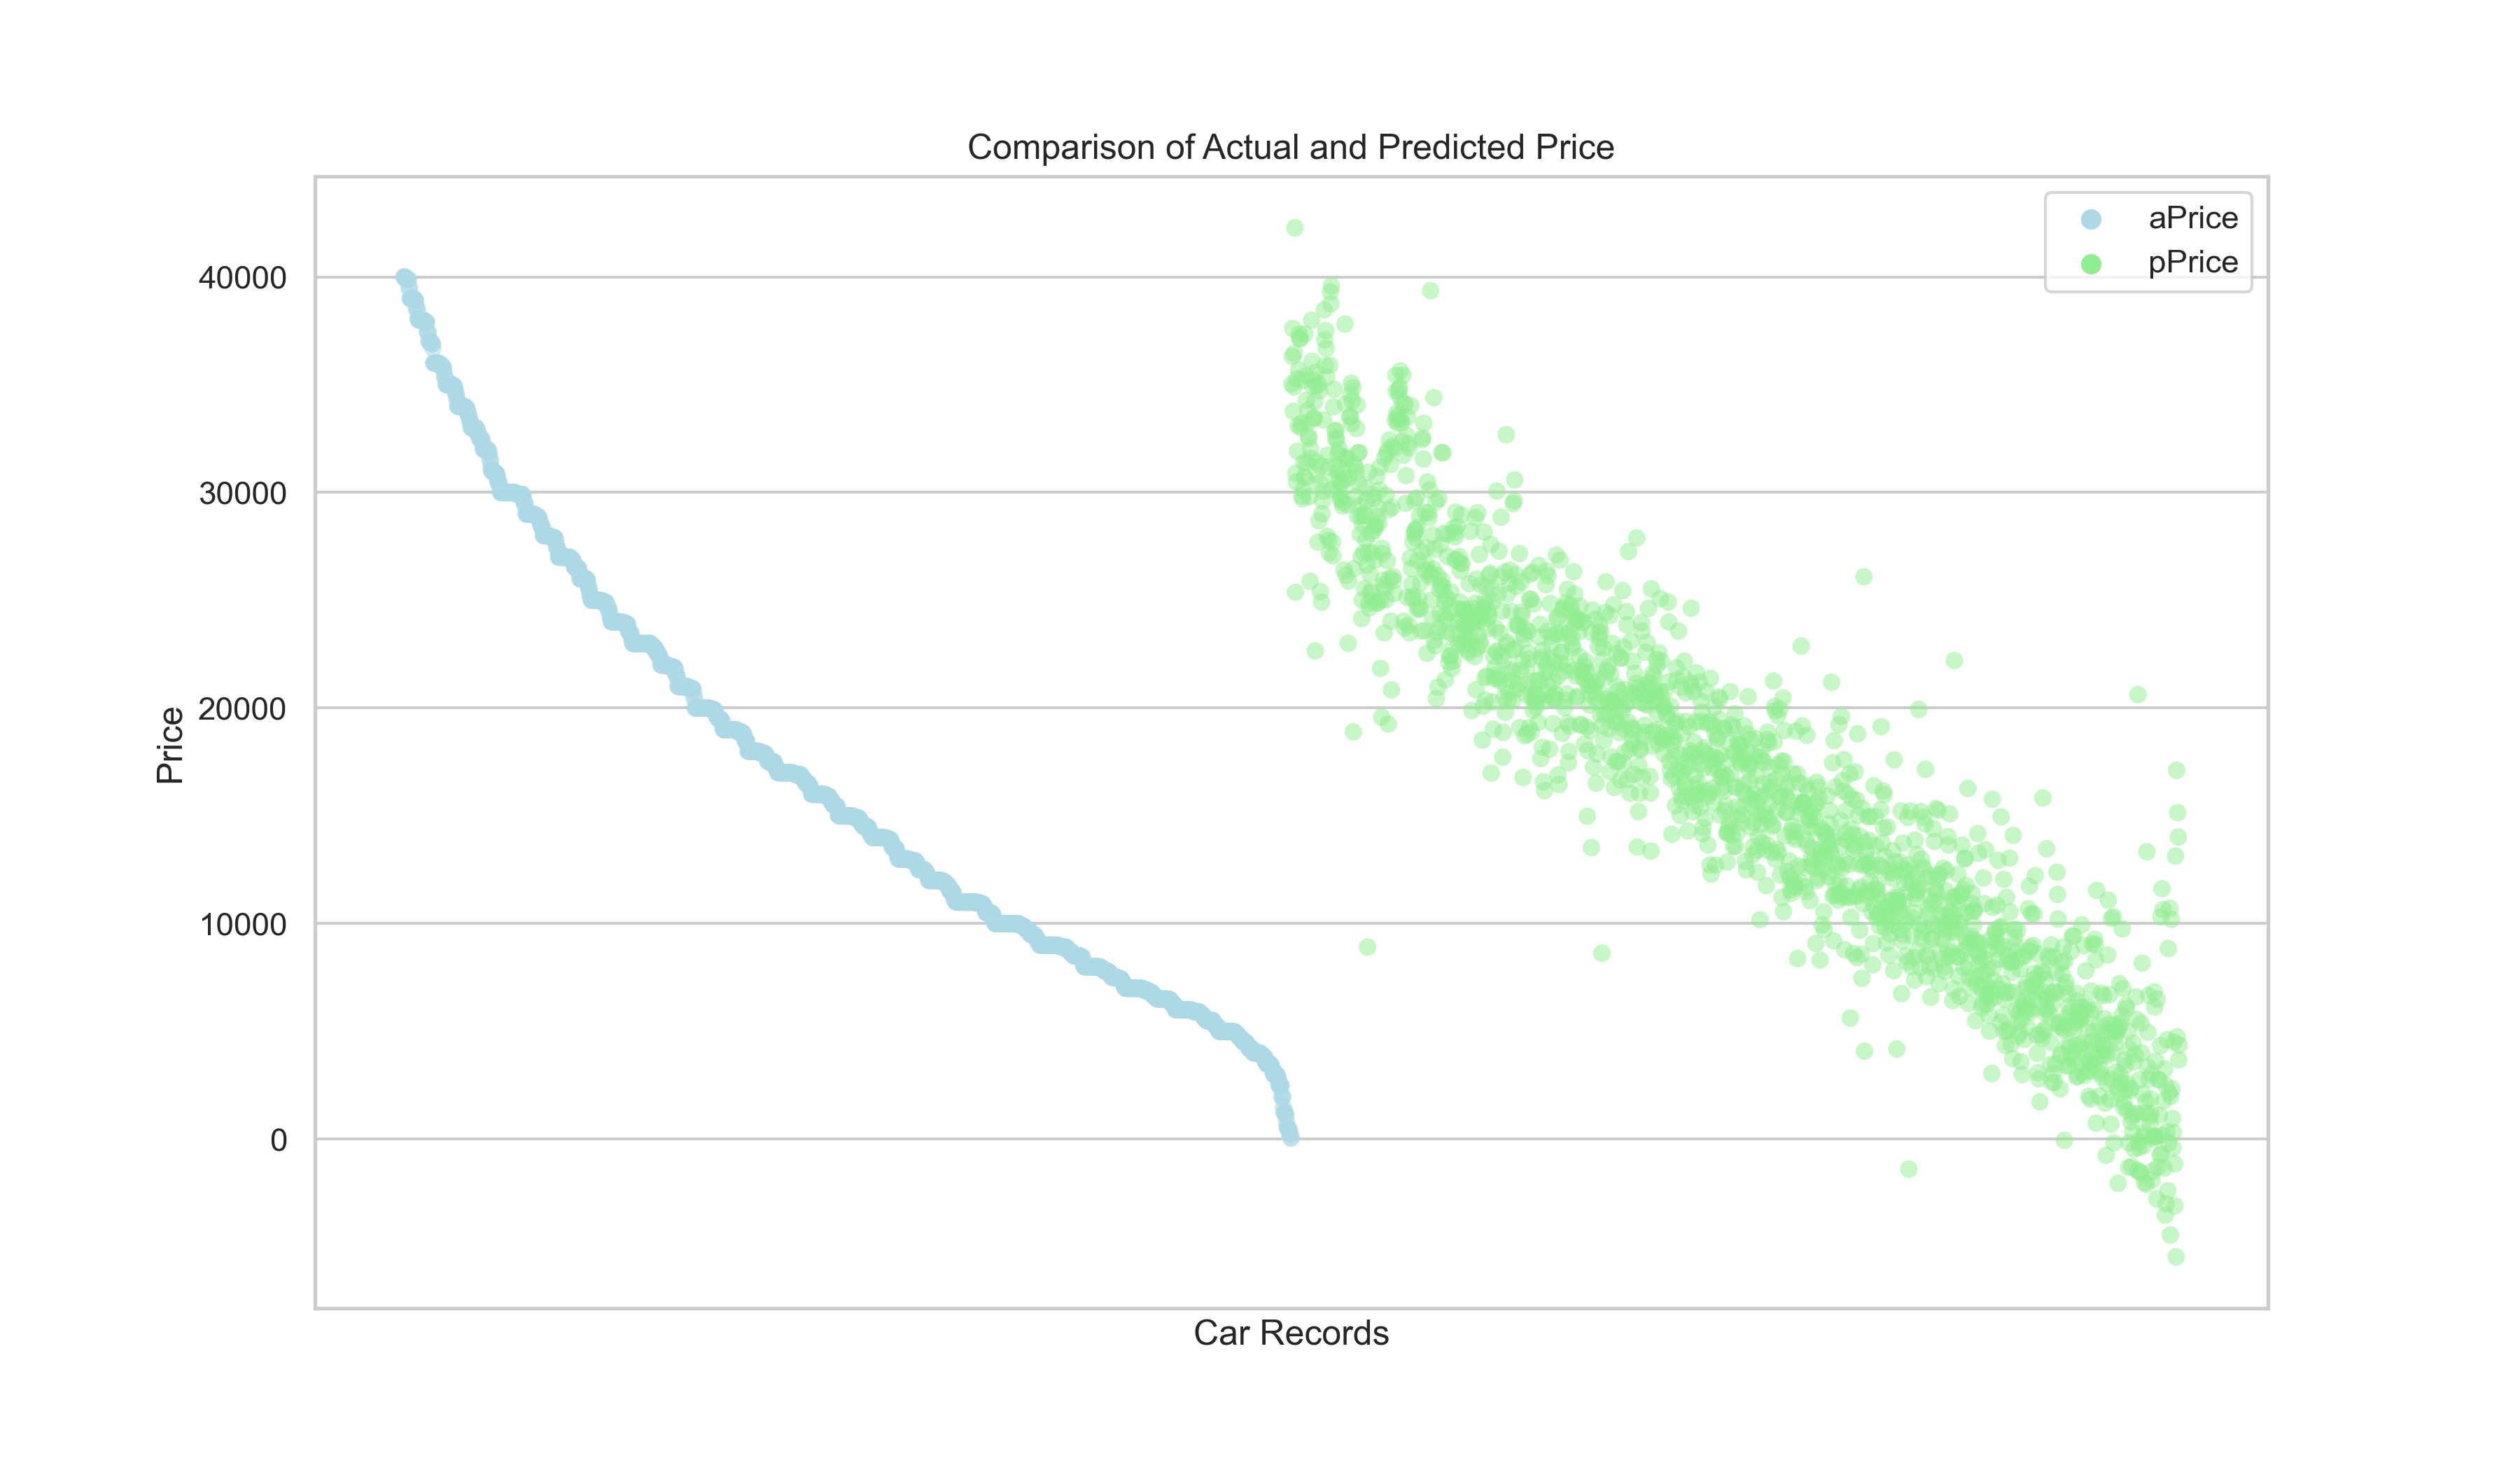 Comparison of Actual and Predicted Price
aPrice
pPrice
40000
30000
20000
10000
0
Price
Car Records